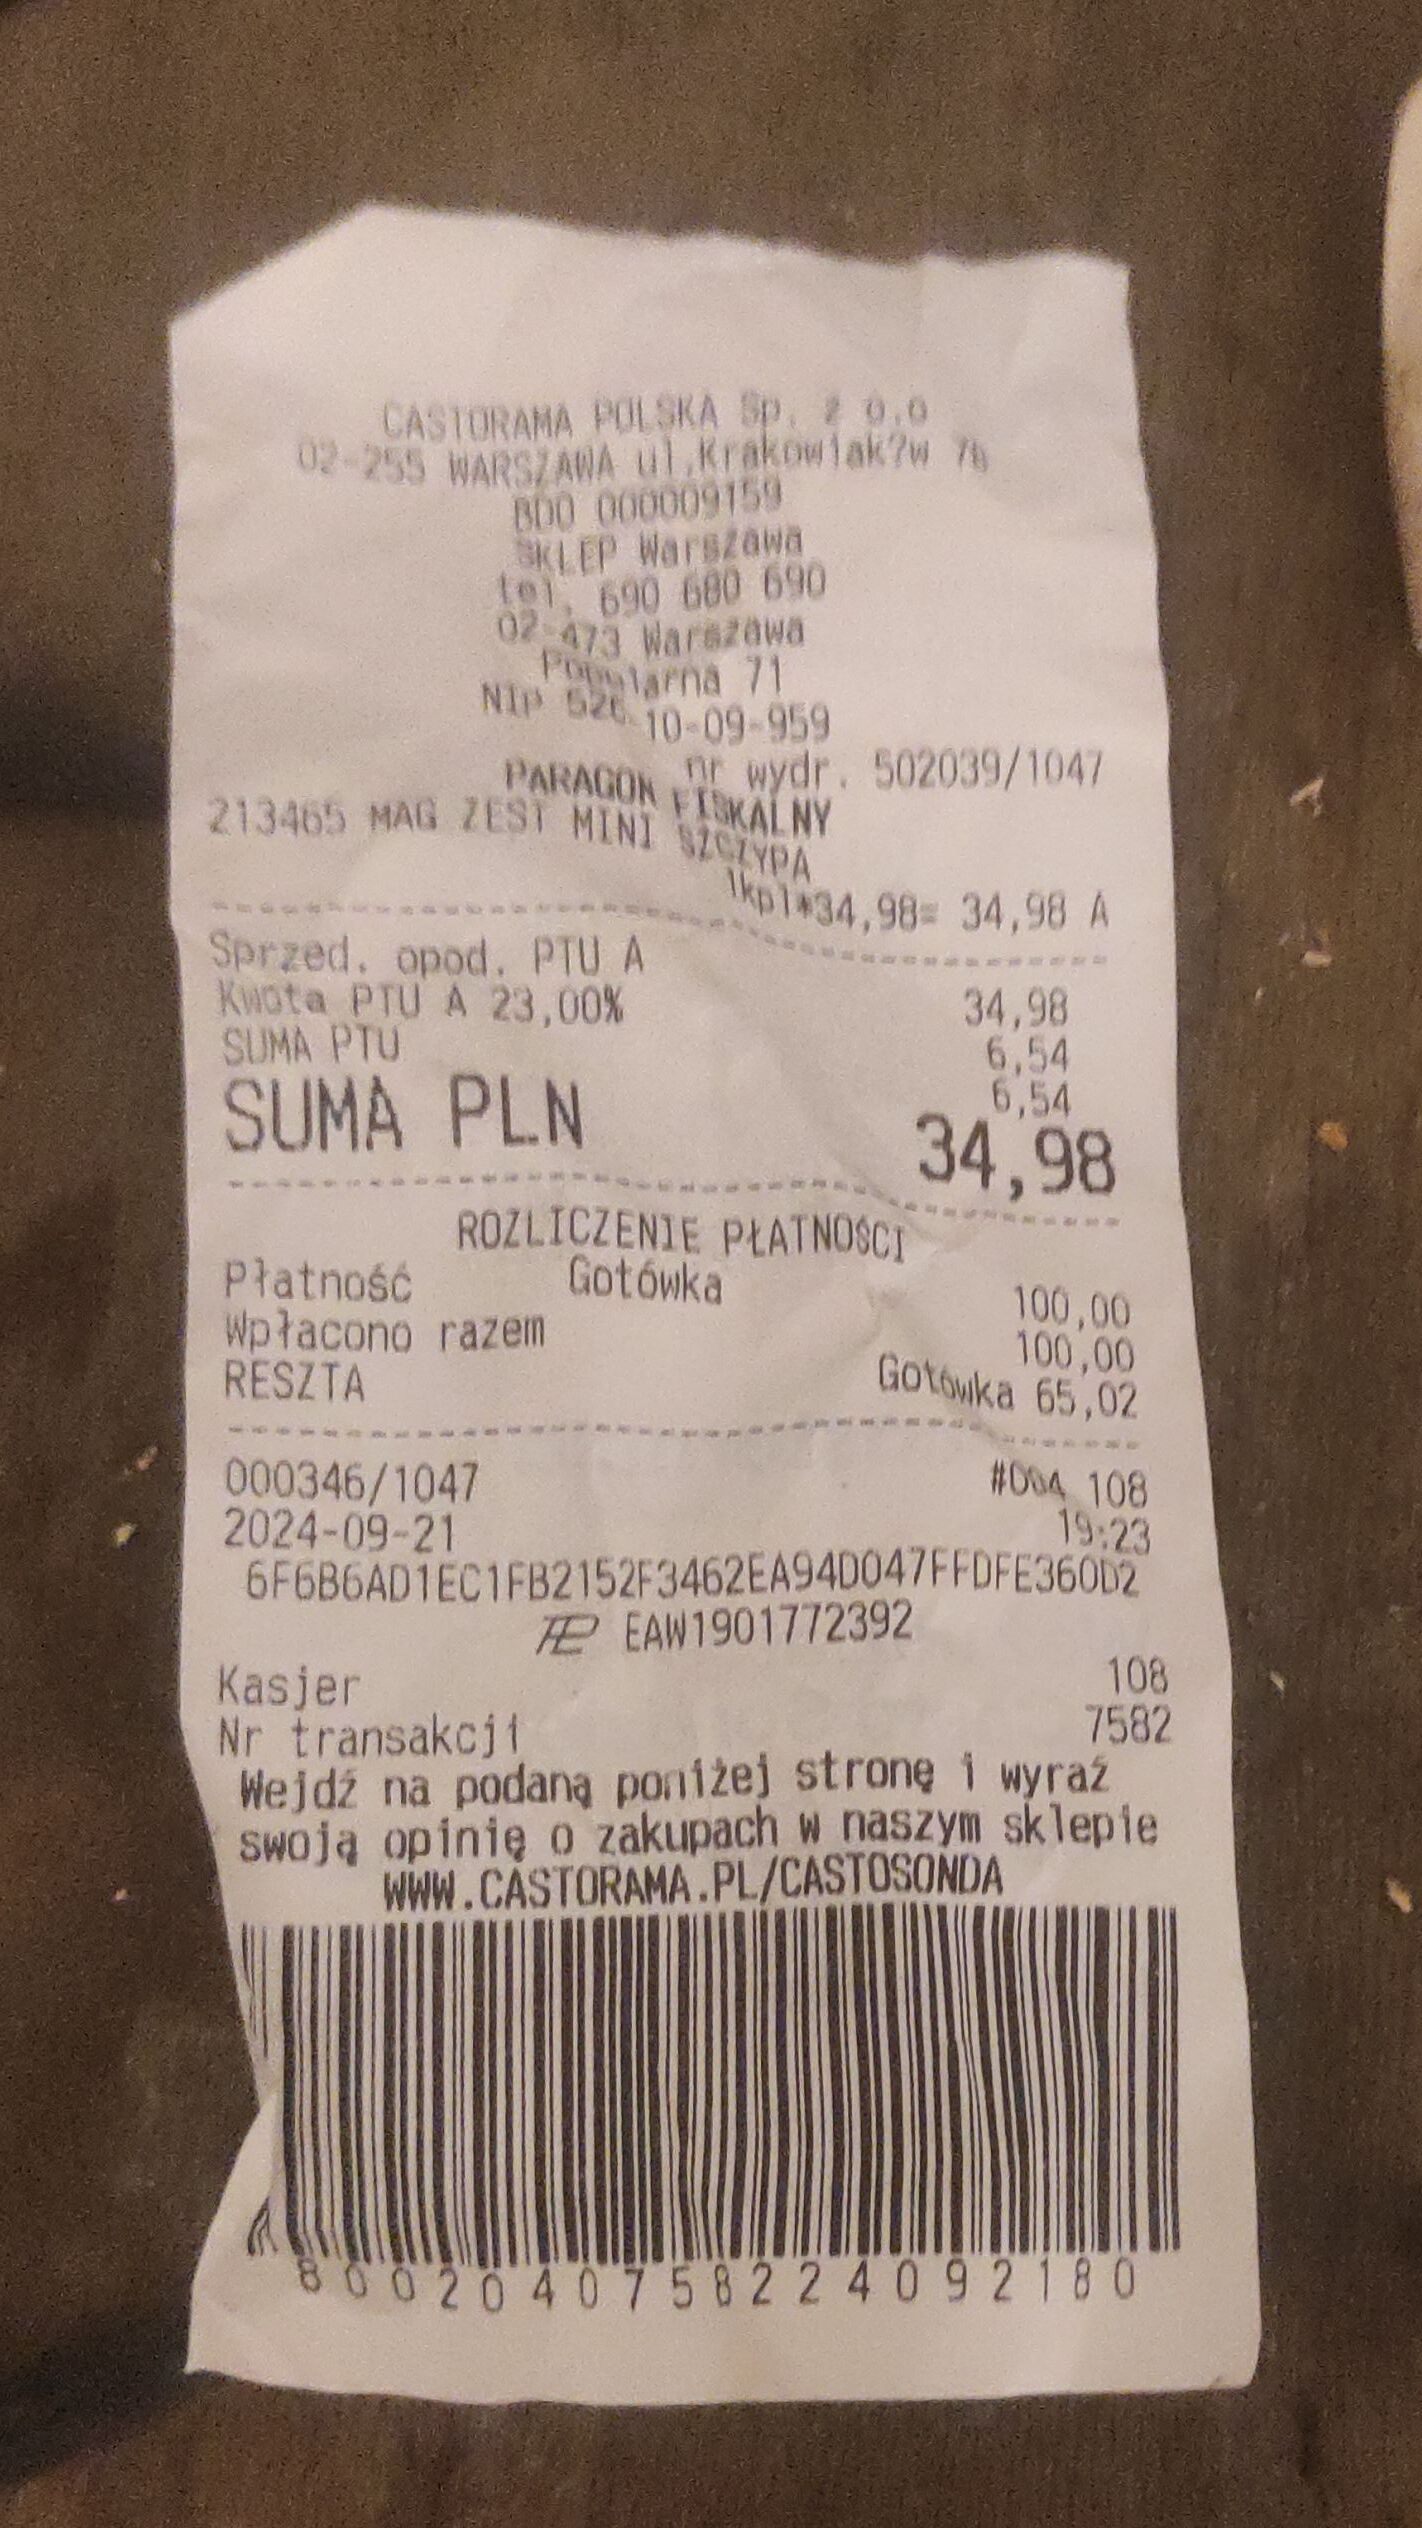 CASTORAMA POLSKA Sp. z o.o
02-255 WARSZAWA ul.Krakowiak?w 78
BDO 000009159
SKLEP Warszawa
tel. 690 680 690
02-473 Warszawa
Popularna 71
NIP 526-10-09-959
nr wydr. 502039/1047
PARAGON FISKALNY
213465 MAG ZEST MINI SZCZYPA
1kpl*34,98= 34,98 A
Sprzed. opod. PTU A 34,98
Kwota PTU A 23,00% 6,54
SUMA PTU 6,54
SUMA PLN 34,98
ROZLICZENIE PŁATNOŚCI
Płatność Gotówka 100,00
Wpłacono razem 100,00
RESZTA Gotówka 65,02
000346/1047 #004 108
2024-09-21 19:23
6F6B6AD1EC1FB2152F3462EA94D047FFDFE360D2
EAW1901772392
Kasjer 108
Nr transakcji 7582
Wejdź na podaną poniżej stronę i wyraź
swoją opinię o zakupach w naszym sklepie
WWW.CASTORAMA.PL/CASTOSONDA
8002040758224092180